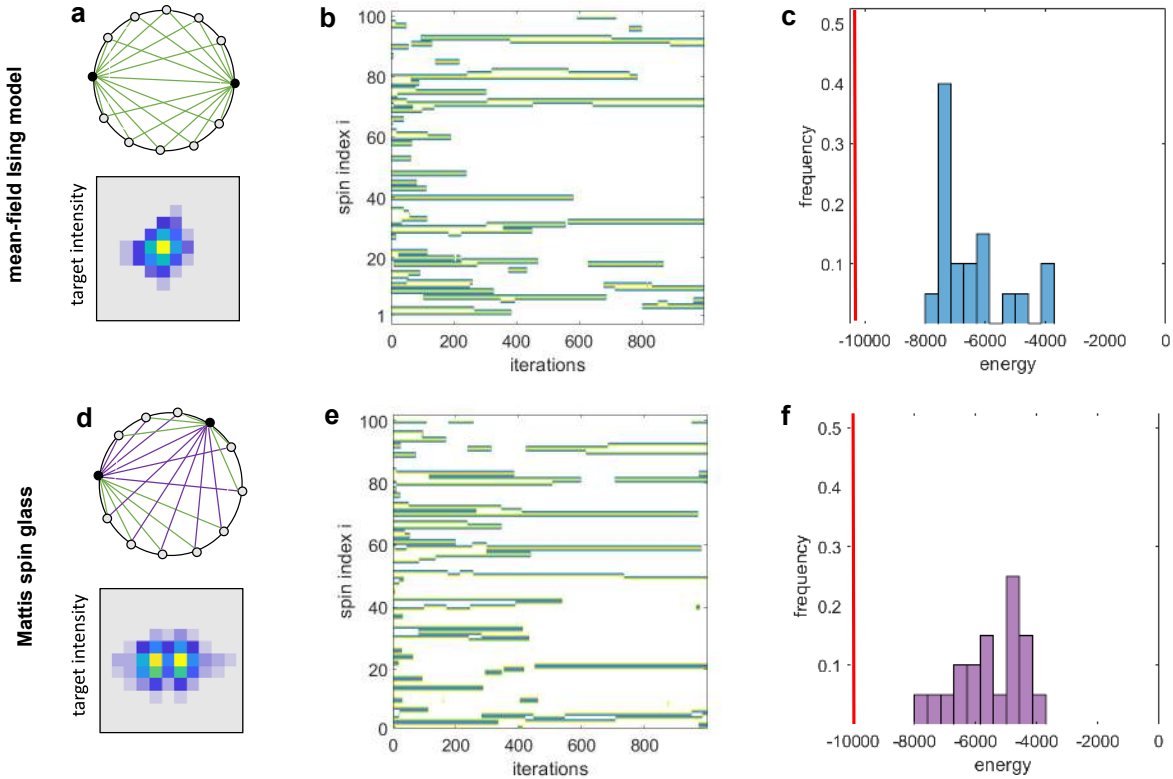 mean-field Ising model
a
target intensity
b
spin index i
100
80
60
40
20
1
0 200 400 600 800
iterations
c
frequency
0.5
0.4
0.3
0.2
0.1
-10000 -8000 -6000 -4000 -2000 0
energy
Mattis spin glass
d
target intensity
e
spin index i
100
80
60
40
20
0
0 200 400 600 800
iterations
f
frequency
0.5
0.4
0.3
0.2
0.1
-10000 -8000 -6000 -4000 -2000 0
energy